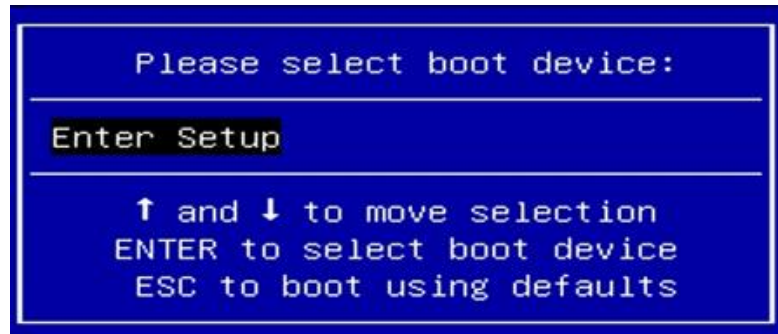 Please select boot device:
Enter Setup
↑ and ↓ to move selection
ENTER to select boot device
ESC to boot using defaults